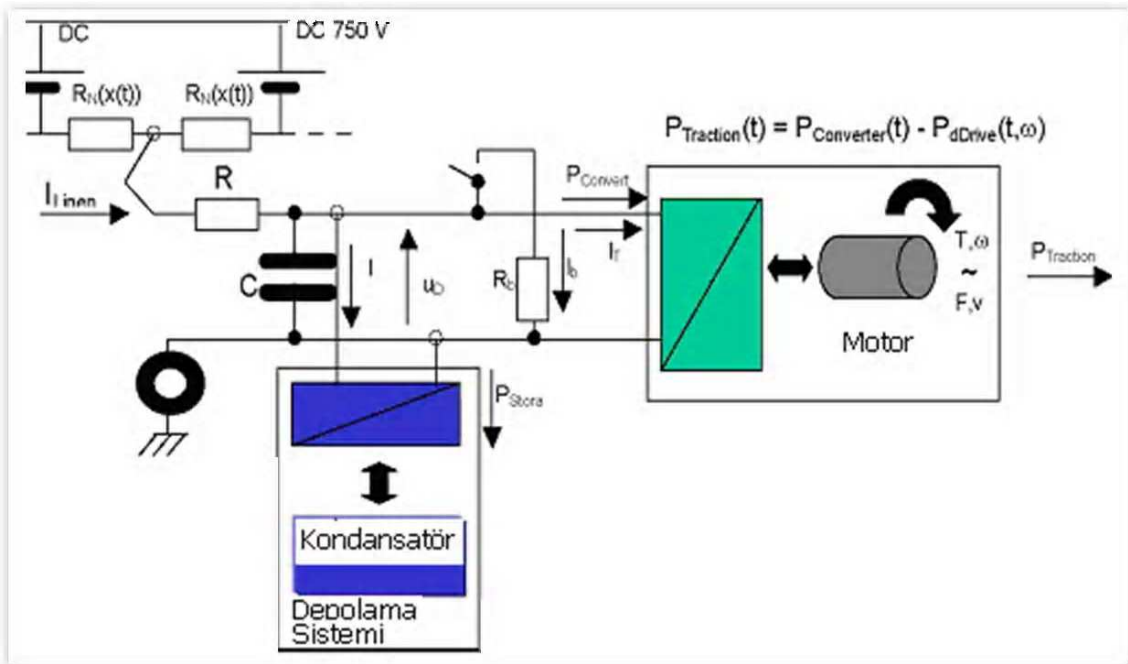 DC
DC 750 V
R_N(x(t))
R_N(x(t))
P_Traction(t) = P_Converter(t) - P_dDrive(t,ω)
R
I_Linen
P_Convert
I_T
T,ω
~
F,v
P_Traction
C
I
u_D
R_b
I_b
Motor
P_Stora
Kondansatör
Depolama
Sistemi